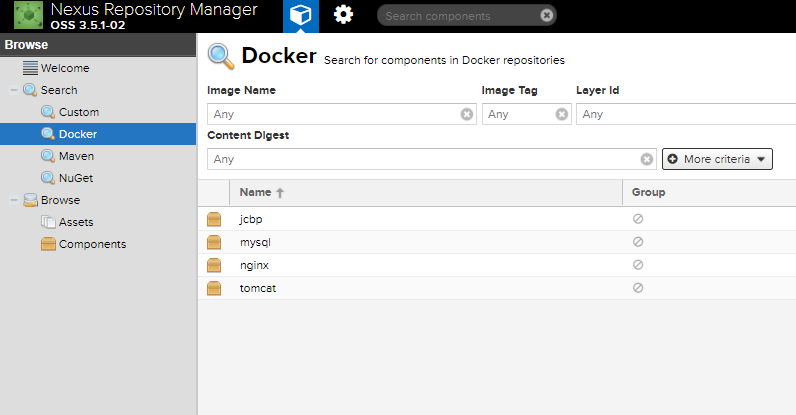 Nexus Repository Manager
OSS 3.5.1-02
Search components
Browse
Welcome
Search
Custom
Docker
Maven
NuGet
Browse
Assets
Components
Docker Search for components in Docker repositories
Image Name Image Tag Layer Id
Any Any Any
Content Digest
Any More criteria
Name Group
jcbp
mysql
nginx
tomcat